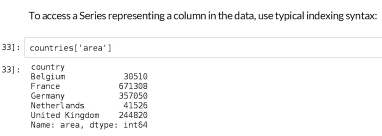 To access a Series representing a column in the data, use typical indexing syntax:
33]: countries['area']
33]: country
Belgium 30510
France 671308
Germany 357050
Netherlands 41526
United Kingdom 244820
Name: area, dtype: int64